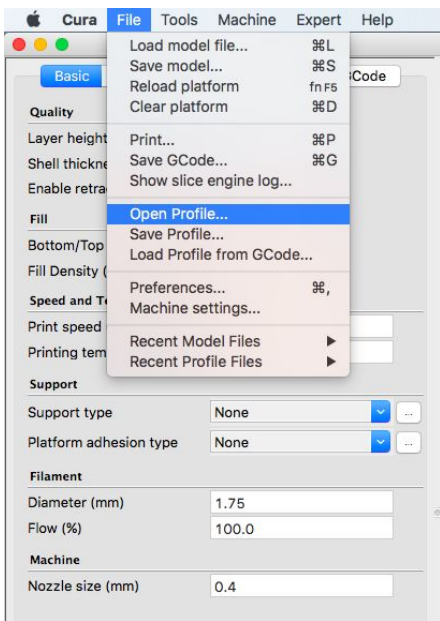 Cura File Tools Machine Expert Help
Load model file... ⌘L
Save model... ⌘S
Reload platform fn F5
Clear platform ⌘D
Print... ⌘P
Save GCode... ⌘G
Show slice engine log...
Open Profile...
Save Profile...
Load Profile from GCode...
Preferences... ⌘,
Machine settings...
Recent Model Files ▶
Recent Profile Files ▶
Basic
GCode
Quality
Layer height
Shell thickne
Enable retra
Fill
Bottom/Top
Fill Density (
Speed and Te
Print speed
Printing tem
Support
Support type None ...
Platform adhesion type None ...
Filament
Diameter (mm) 1.75
Flow (%) 100.0
Machine
Nozzle size (mm) 0.4